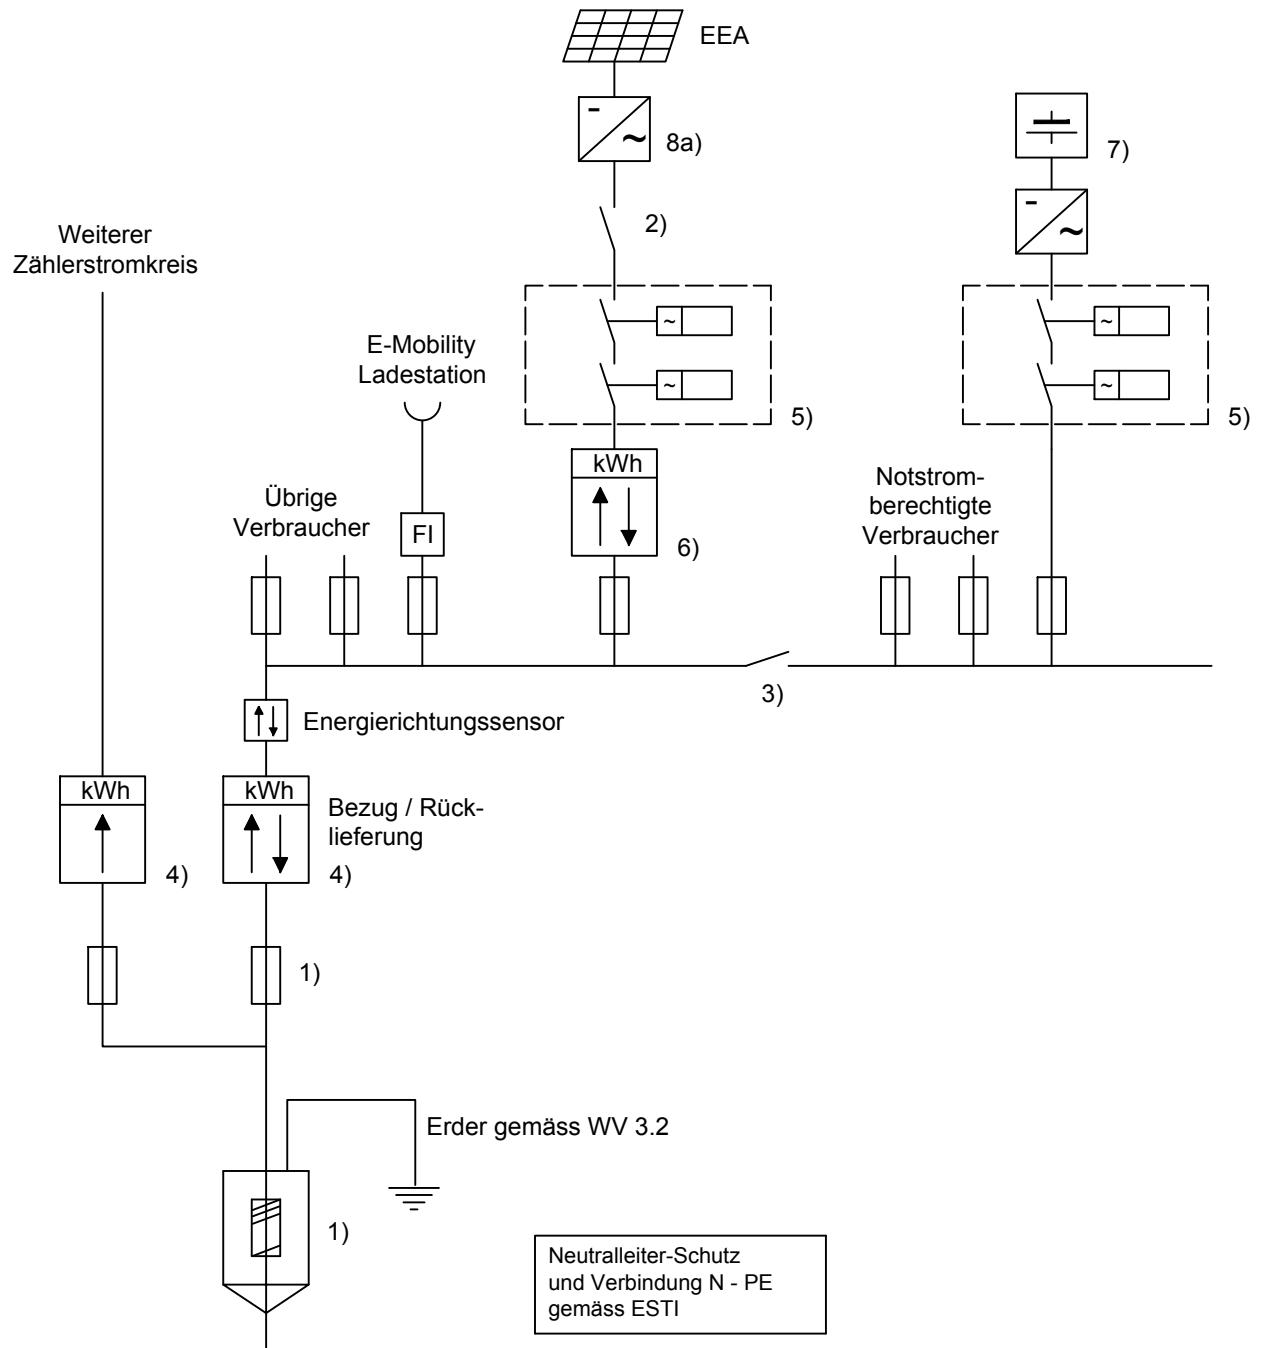 EEA
8a)
7)
2)
Weiterer
Zählerstromkreis
~
~
~
~
E-Mobility
Ladestation
5)
5)
kWh
Notstrom-
berechtigte
Verbraucher
Übrige
Verbraucher
FI
6)
3)
Energierichtungssensor
kWh
kWh
Bezug / Rück-
lieferung
4)
4)
1)
Erder gemäss WV 3.2
1)
Neutralleiter-Schutz
und Verbindung N - PE
gemäss ESTI